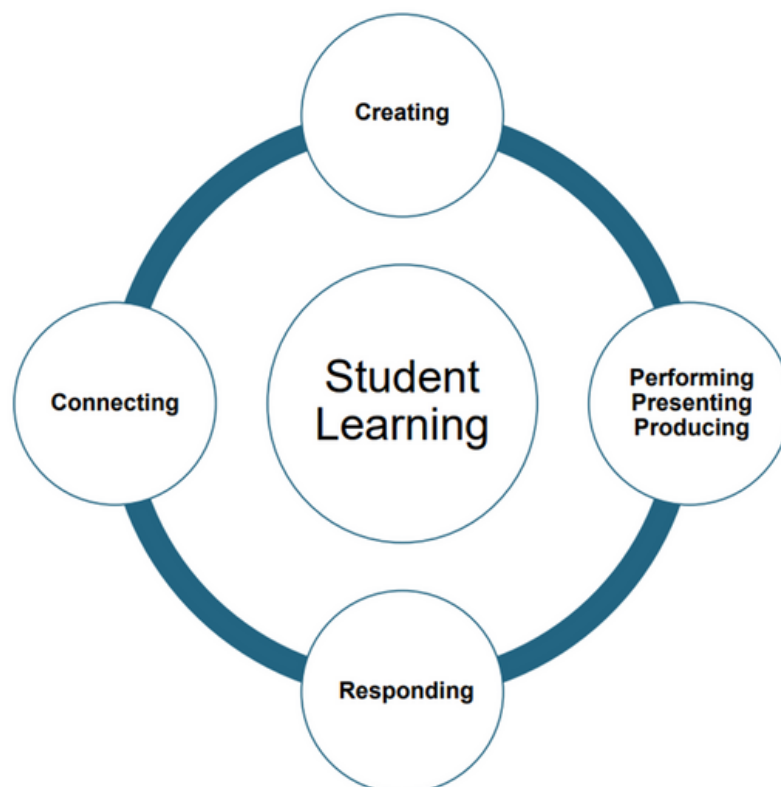 Creating
Connecting
Student
Learning
Performing
Presenting
Producing
Responding